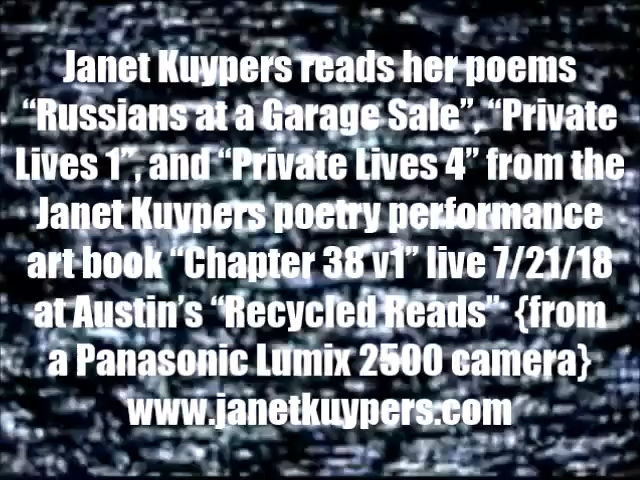 Janet Kuypers reads her poems
“Russians at a Garage Sale”, “Private
Lives 1”, and “Private Lives 4” from the
Janet Kuypers poetry performance
art book “Chapter 38 v1” live 7/21/18
at Austin’s “Recycled Reads” {from
a Panasonic Lumix 2500 camera}
www.janetkuypers.com